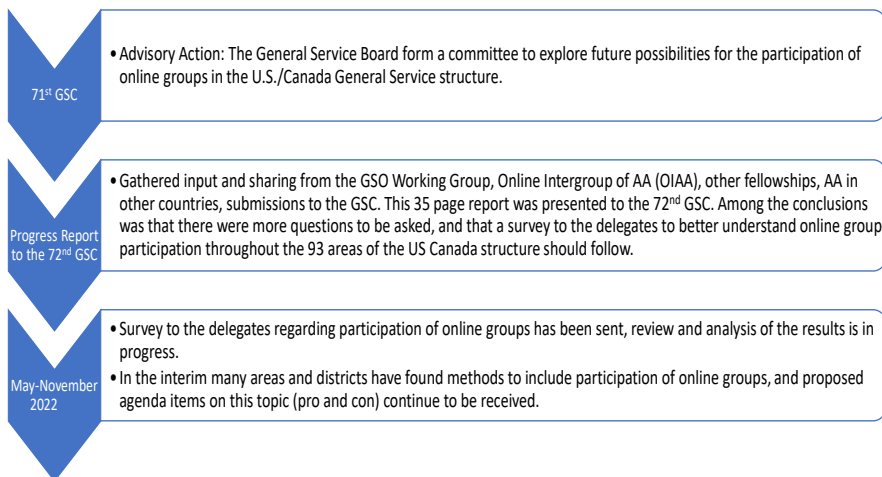 71st GSC
• Advisory Action: The General Service Board form a committee to explore future possibilities for the participation of
online groups in the U.S./Canada General Service structure.
Progress Report
to the 72nd GSC
• Gathered input and sharing from the GSO Working Group, Online Intergroup of AA (OIAA), other fellowships, AA in
other countries, submissions to the GSC. This 35 page report was presented to the 72nd GSC. Among the conclusions
was that there were more questions to be asked, and that a survey to the delegates to better understand online group
participation throughout the 93 areas of the US Canada structure should follow.
May-November
2022
• Survey to the delegates regarding participation of online groups has been sent, review and analysis of the results is in
progress.
• In the interim many areas and districts have found methods to include participation of online groups, and proposed
agenda items on this topic (pro and con) continue to be received.